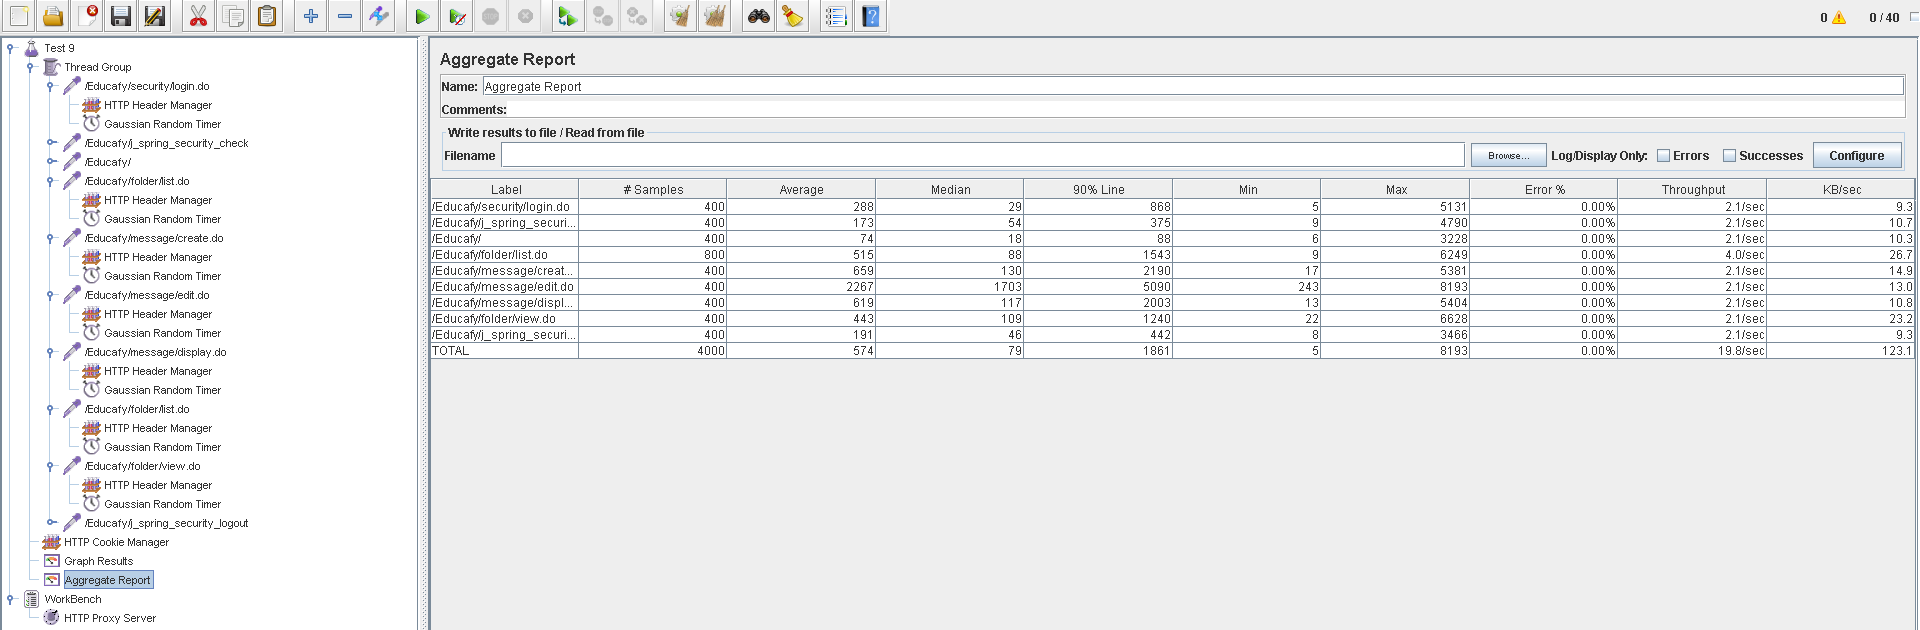 0 0 / 40
Test 9
Thread Group
/Educafy/security/login.do
HTTP Header Manager
Gaussian Random Timer
/Educafy/j_spring_security_check
/Educafy/
/Educafy/folder/list.do
HTTP Header Manager
Gaussian Random Timer
/Educafy/message/create.do
HTTP Header Manager
Gaussian Random Timer
/Educafy/message/edit.do
HTTP Header Manager
Gaussian Random Timer
/Educafy/message/display.do
HTTP Header Manager
Gaussian Random Timer
/Educafy/folder/list.do
HTTP Header Manager
Gaussian Random Timer
/Educafy/folder/view.do
HTTP Header Manager
Gaussian Random Timer
/Educafy/j_spring_security_logout
HTTP Cookie Manager
Graph Results
Aggregate Report
WorkBench
HTTP Proxy Server
Aggregate Report
Name: Aggregate Report
Comments:
Write results to file / Read from file
Filename Browse... Log/Display Only: Errors Successes Configure
Label # Samples Average Median 90% Line Min Max Error % Throughput KB/sec
/Educafy/security/login.do 400 288 29 868 5 5131 0.00% 2.1/sec 9.3
/Educafy/j_spring_securi... 400 173 54 375 9 4790 0.00% 2.1/sec 10.7
/Educafy/ 400 74 18 88 6 3228 0.00% 2.1/sec 10.3
/Educafy/folder/list.do 800 515 88 1543 9 6249 0.00% 4.0/sec 26.7
/Educafy/message/creat... 400 659 130 2190 17 5381 0.00% 2.1/sec 14.9
/Educafy/message/edit.do 400 2267 1703 5090 243 8193 0.00% 2.1/sec 13.0
/Educafy/message/displ... 400 619 117 2003 13 5404 0.00% 2.1/sec 10.8
/Educafy/folder/view.do 400 443 109 1240 22 6628 0.00% 2.1/sec 23.2
/Educafy/j_spring_securi... 400 191 46 442 8 3466 0.00% 2.1/sec 9.3
TOTAL 4000 574 79 1861 5 8193 0.00% 19.8/sec 123.1